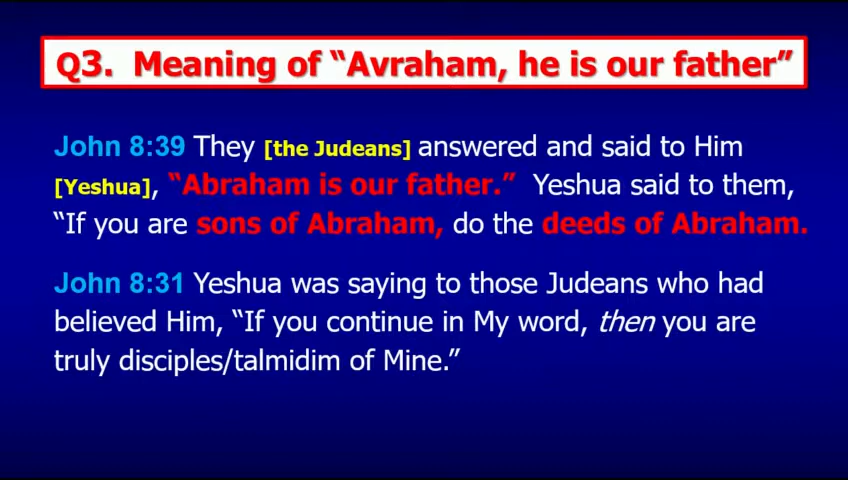 Q3.  Meaning of “Avraham, he is our father”
John 8:39 They [the Judeans] answered and said to Him
[Yeshua], “Abraham is our father.”  Yeshua said to them,
“If you are sons of Abraham, do the deeds of Abraham.
John 8:31 Yeshua was saying to those Judeans who had
believed Him, “If you continue in My word, then you are
truly disciples/talmidim of Mine.”